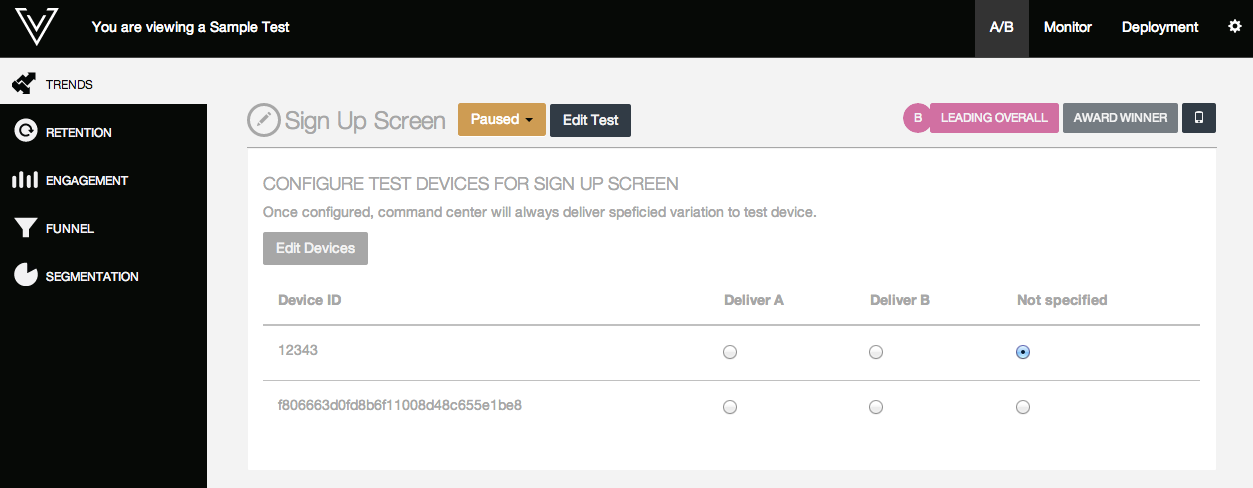 You are viewing a Sample Test
A/B
Monitor
Deployment
TRENDS
RETENTION
ENGAGEMENT
FUNNEL
SEGMENTATION
Sign Up Screen
Paused
Edit Test
B
LEADING OVERALL
AWARD WINNER
CONFIGURE TEST DEVICES FOR SIGN UP SCREEN
Once configured, command center will always deliver speficied variation to test device.
Edit Devices
Device ID Deliver A Deliver B Not specified
12343
f806663d0fd8b6f11008d48c655e1be8